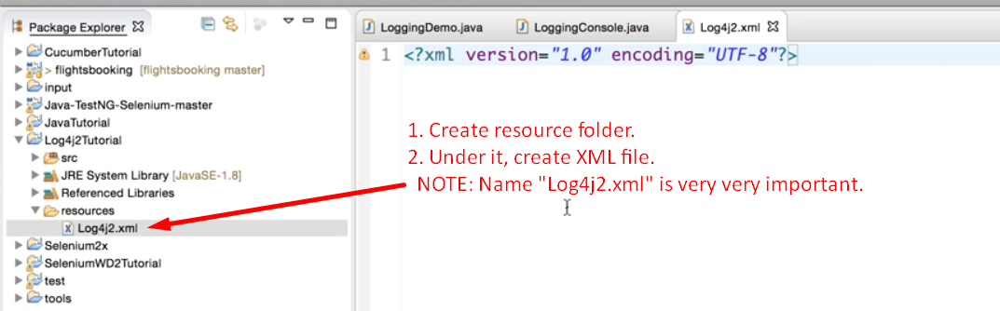 Package Explorer
CucumberTutorial
> flightsbooking [flightsbooking master]
input
Java-TestNG-Selenium-master
JavaTutorial
Log4j2Tutorial
src
JRE System Library [JavaSE-1.8]
Referenced Libraries
resources
Log4j2.xml
Selenium2x
SeleniumWD2Tutorial
test
tools
LoggingDemo.java
LoggingConsole.java
Log4j2.xml
1 <?xml version="1.0" encoding="UTF-8"?>
1. Create resource folder.
2. Under it, create XML file.
NOTE: Name "Log4j2.xml" is very very important.